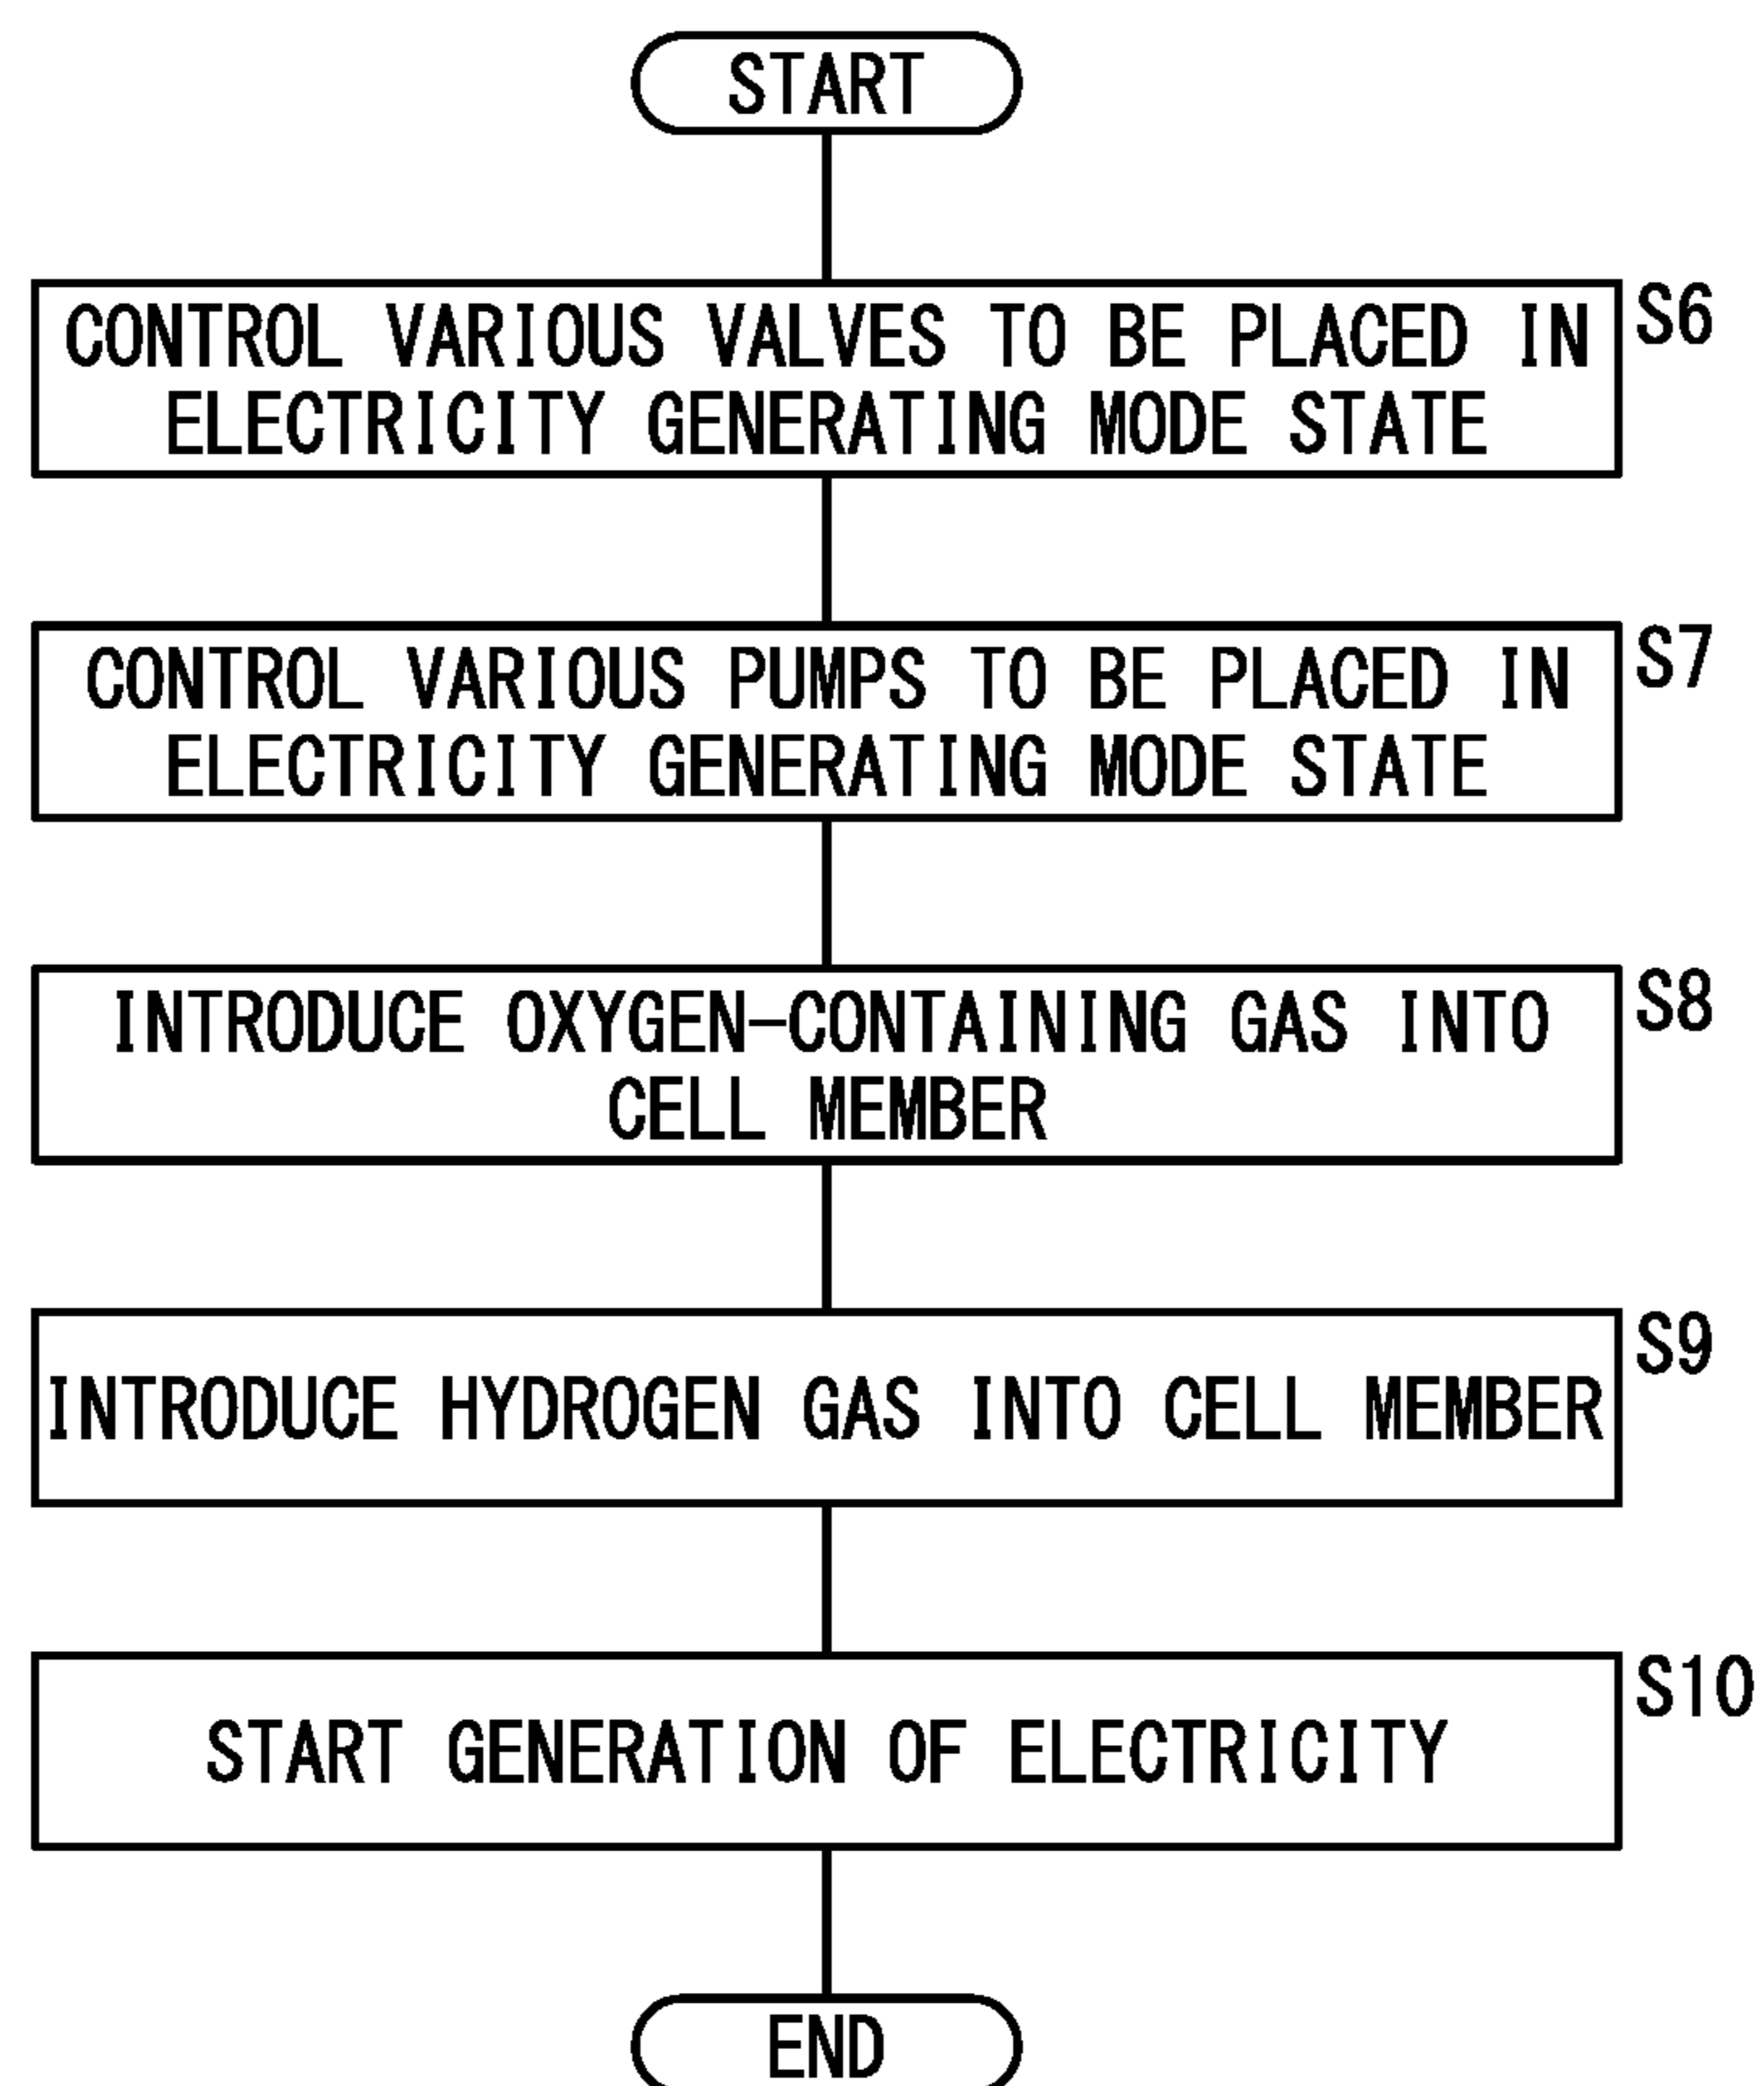 START
CONTROL VARIOUS VALVES TO BE PLACED IN
ELECTRICITY GENERATING MODE STATE
S6
CONTROL VARIOUS PUMPS TO BE PLACED IN
ELECTRICITY GENERATING MODE STATE
S7
INTRODUCE OXYGEN-CONTAINING GAS INTO
CELL MEMBER
S8
INTRODUCE HYDROGEN GAS INTO CELL MEMBER
S9
START GENERATION OF ELECTRICITY
S10
END